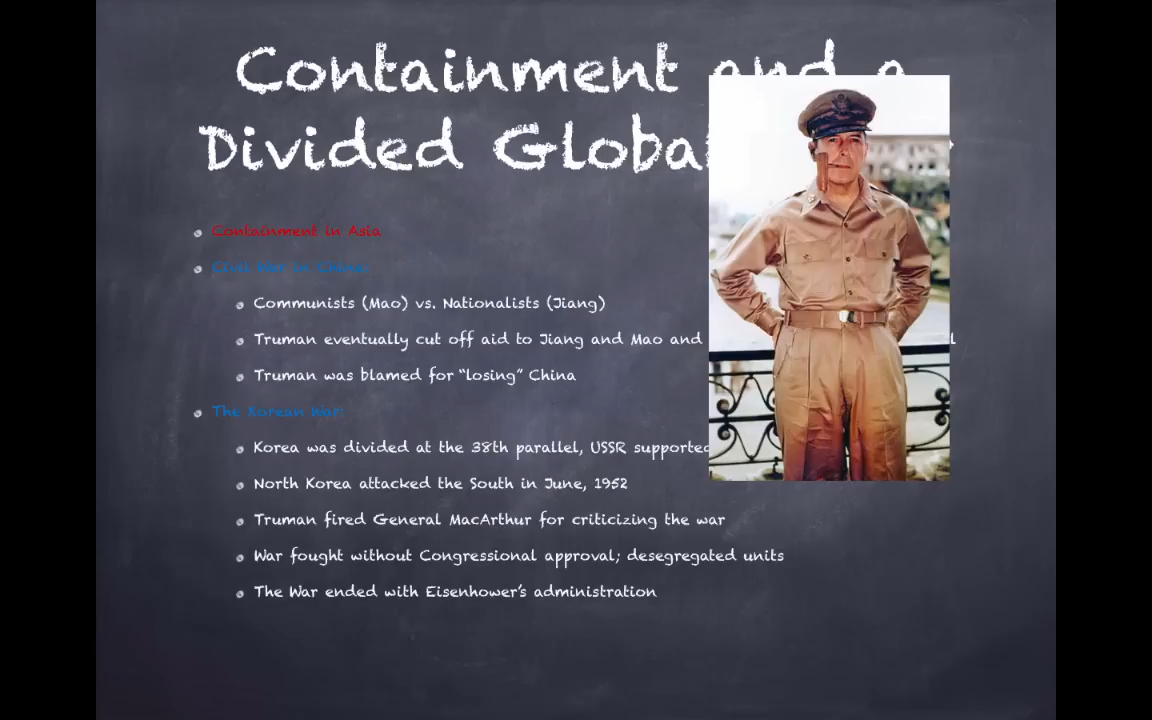 Containment and a
Divided Global
Containment in Asia
Civil War in China
Communists (Mao) vs. Nationalists (Jiang)
Truman eventually cut off aid to Jiang and Mao and
Truman was blamed for “losing” China
The Korean War:
Korea was divided at the 38th parallel, USSR supported
North Korea attacked the South in June, 1952
Truman fired General MacArthur for criticizing the war
War fought without Congressional approval; desegregated units
The War ended with Eisenhower’s administration